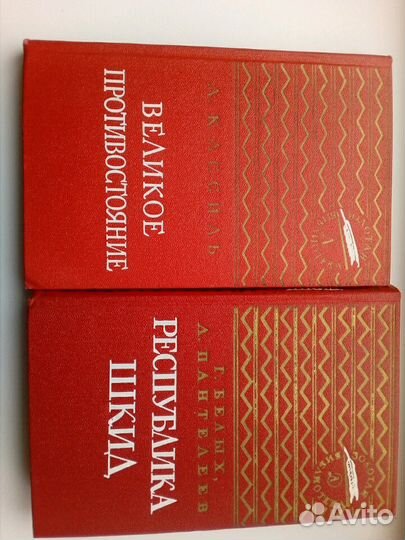 Л. КАССИЛЬ
ВЕЛИКОЕ
ПРОТИВОСТОЯНИЕ
Г. БЕЛЫХ,
Л. ПАНТЕЛЕЕВ
РЕСПУБЛИКА
ШКИД
Avito